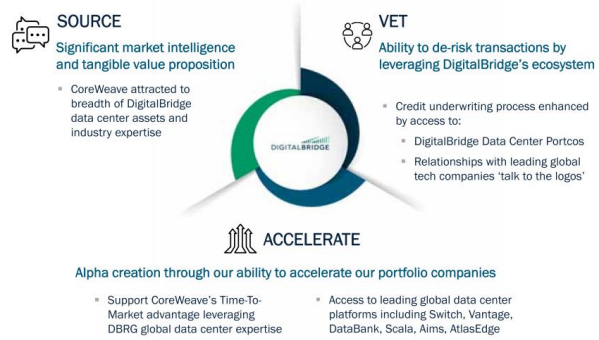 SOURCE
Significant market intelligence
and tangible value proposition
▪ CoreWeave attracted to
breadth of DigitalBridge
data center assets and
industry expertise
VET
Ability to de-risk transactions by
leveraging DigitalBridge's ecosystem
▪ Credit underwriting process enhanced
by access to:
▪ DigitalBridge Data Center Portcos
▪ Relationships with leading global
tech companies 'talk to the logos'
DIGITALBRIDGE
ACCELERATE
Alpha creation through our ability to accelerate our portfolio companies
▪ Support CoreWeave's Time-To-
Market advantage leveraging
DBRG global data center expertise
▪ Access to leading global data center
platforms including Switch, Vantage,
DataBank, Scala, Aims, AtlasEdge